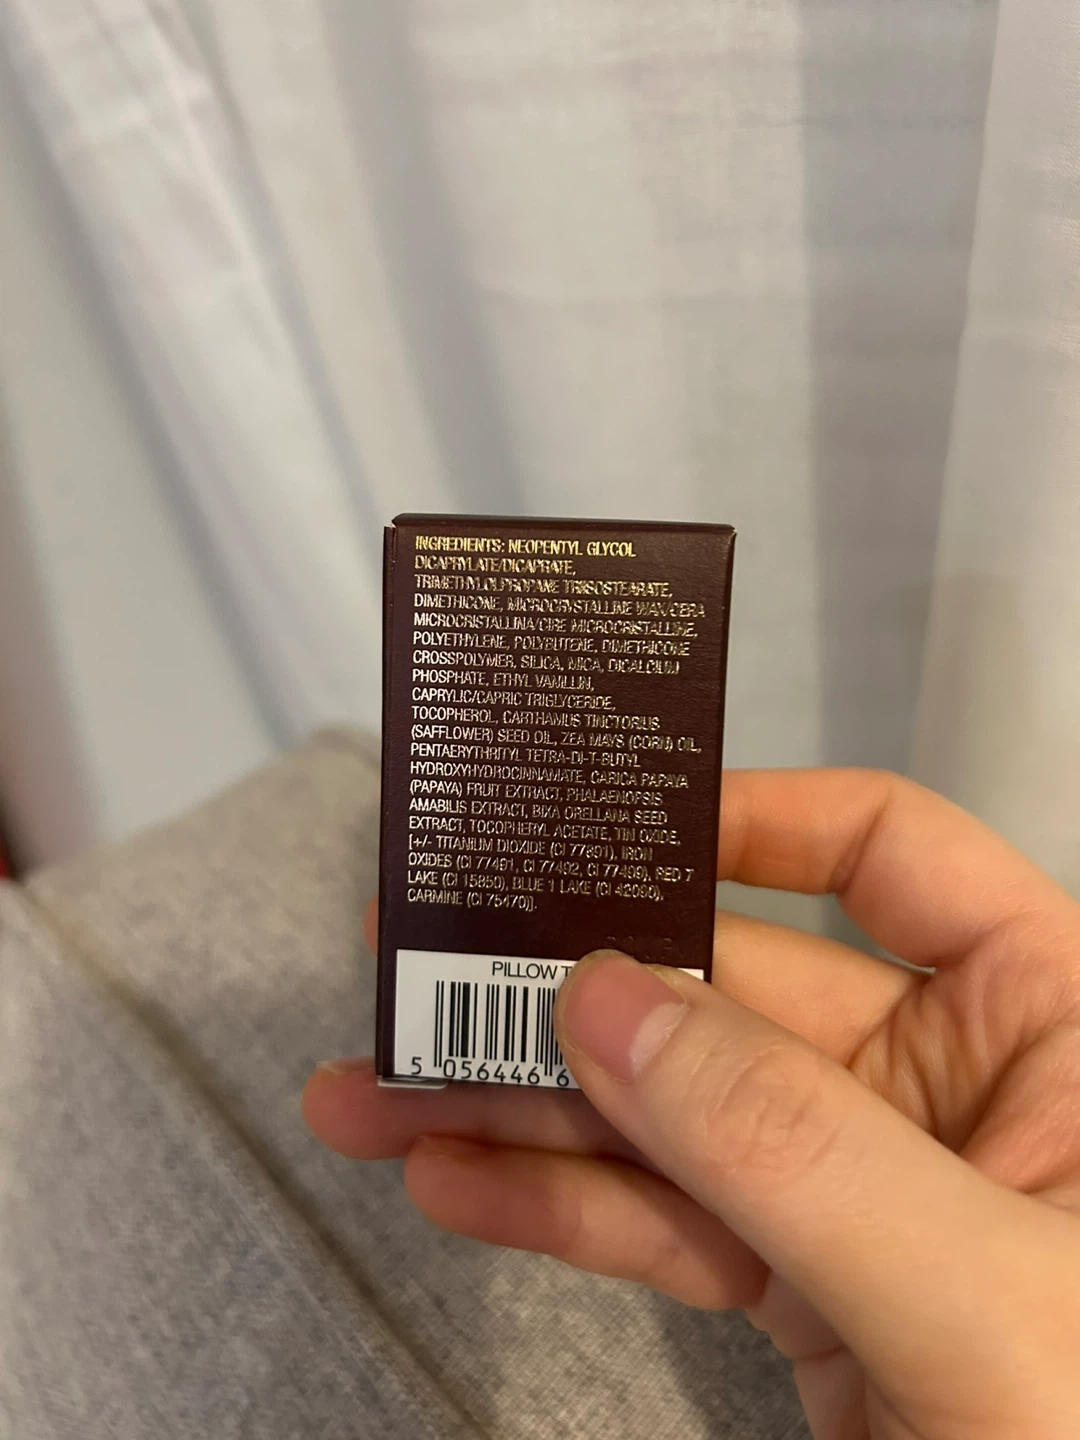 INGREDIENTS: NEOPENTYL GLYCOL
DICAPRYLATE/DICAPRATE,
TRIMETHYLOLPROPANE TRIISOSTEARATE,
DIMETHICONE, MICROCRYSTALLINE WAX/CERA
MICROCRISTALLINA/CIRE MICROCRISTALLINE,
POLYETHYLENE, POLYBUTENE, DIMETHICONE
CROSSPOLYMER, SILICA, MICA, DICALCIUM
PHOSPHATE, ETHYL VANILLIN,
CAPRYLIC/CAPRIC TRIGLYCERIDE,
TOCOPHEROL, CARTHAMUS TINCTORIUS
(SAFFLOWER) SEED OIL, ZEA MAYS (CORN) OIL,
PENTAERYTHRITYL TETRA-DI-T-BUTYL
HYDROXYHYDROCINNAMATE, CARICA PAPAYA
(PAPAYA) FRUIT EXTRACT, PHALAENOPSIS
AMABILIS EXTRACT, BIXA ORELLANA SEED
EXTRACT, TOCOPHERYL ACETATE, TIN OXIDE,
[+/- TITANIUM DIOXIDE (CI 77891), IRON
OXIDES (CI 77491, CI 77492, CI 77499), RED 7
LAKE (CI 15850), BLUE 1 LAKE (CI 42090),
CARMINE (CI 75470)].
PILLOW T
5 056446 6